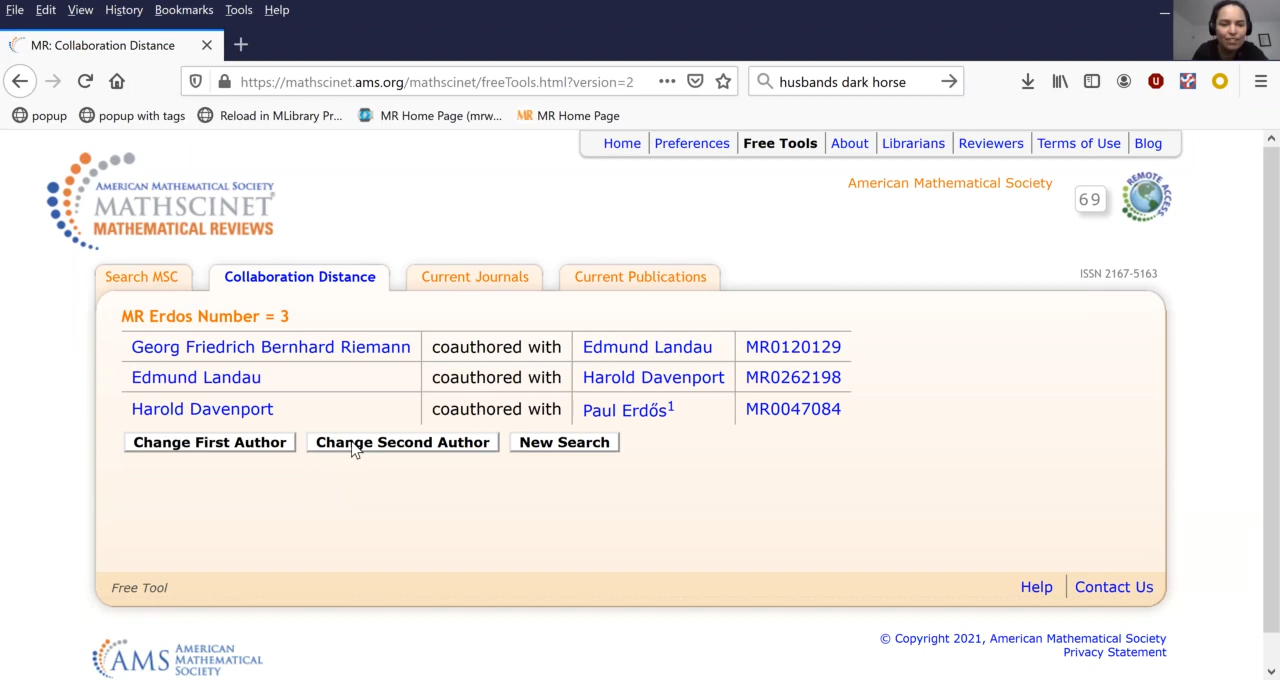 File Edit View History Bookmarks Tools Help
MR: Collaboration Distance
https://mathscinet.ams.org/mathscinet/freeTools.html?version=2
husbands dark horse
popup popup with tags Reload in MLibrary Pr... MR Home Page (mrw... MR MR Home Page
Home Preferences Free Tools About Librarians Reviewers Terms of Use Blog
AMERICAN MATHEMATICAL SOCIETY
MATHSCINET
MATHEMATICAL REVIEWS
American Mathematical Society
69
REMOTE ACCESS
Search MSC Collaboration Distance Current Journals Current Publications
ISSN 2167-5163
MR Erdos Number = 3
Georg Friedrich Bernhard Riemann coauthored with Edmund Landau MR0120129
Edmund Landau coauthored with Harold Davenport MR0262198
Harold Davenport coauthored with Paul Erdős¹ MR0047084
Change First Author Change Second Author New Search
Free Tool
Help Contact Us
© Copyright 2021, American Mathematical Society
Privacy Statement
AMS AMERICAN
MATHEMATICAL
SOCIETY